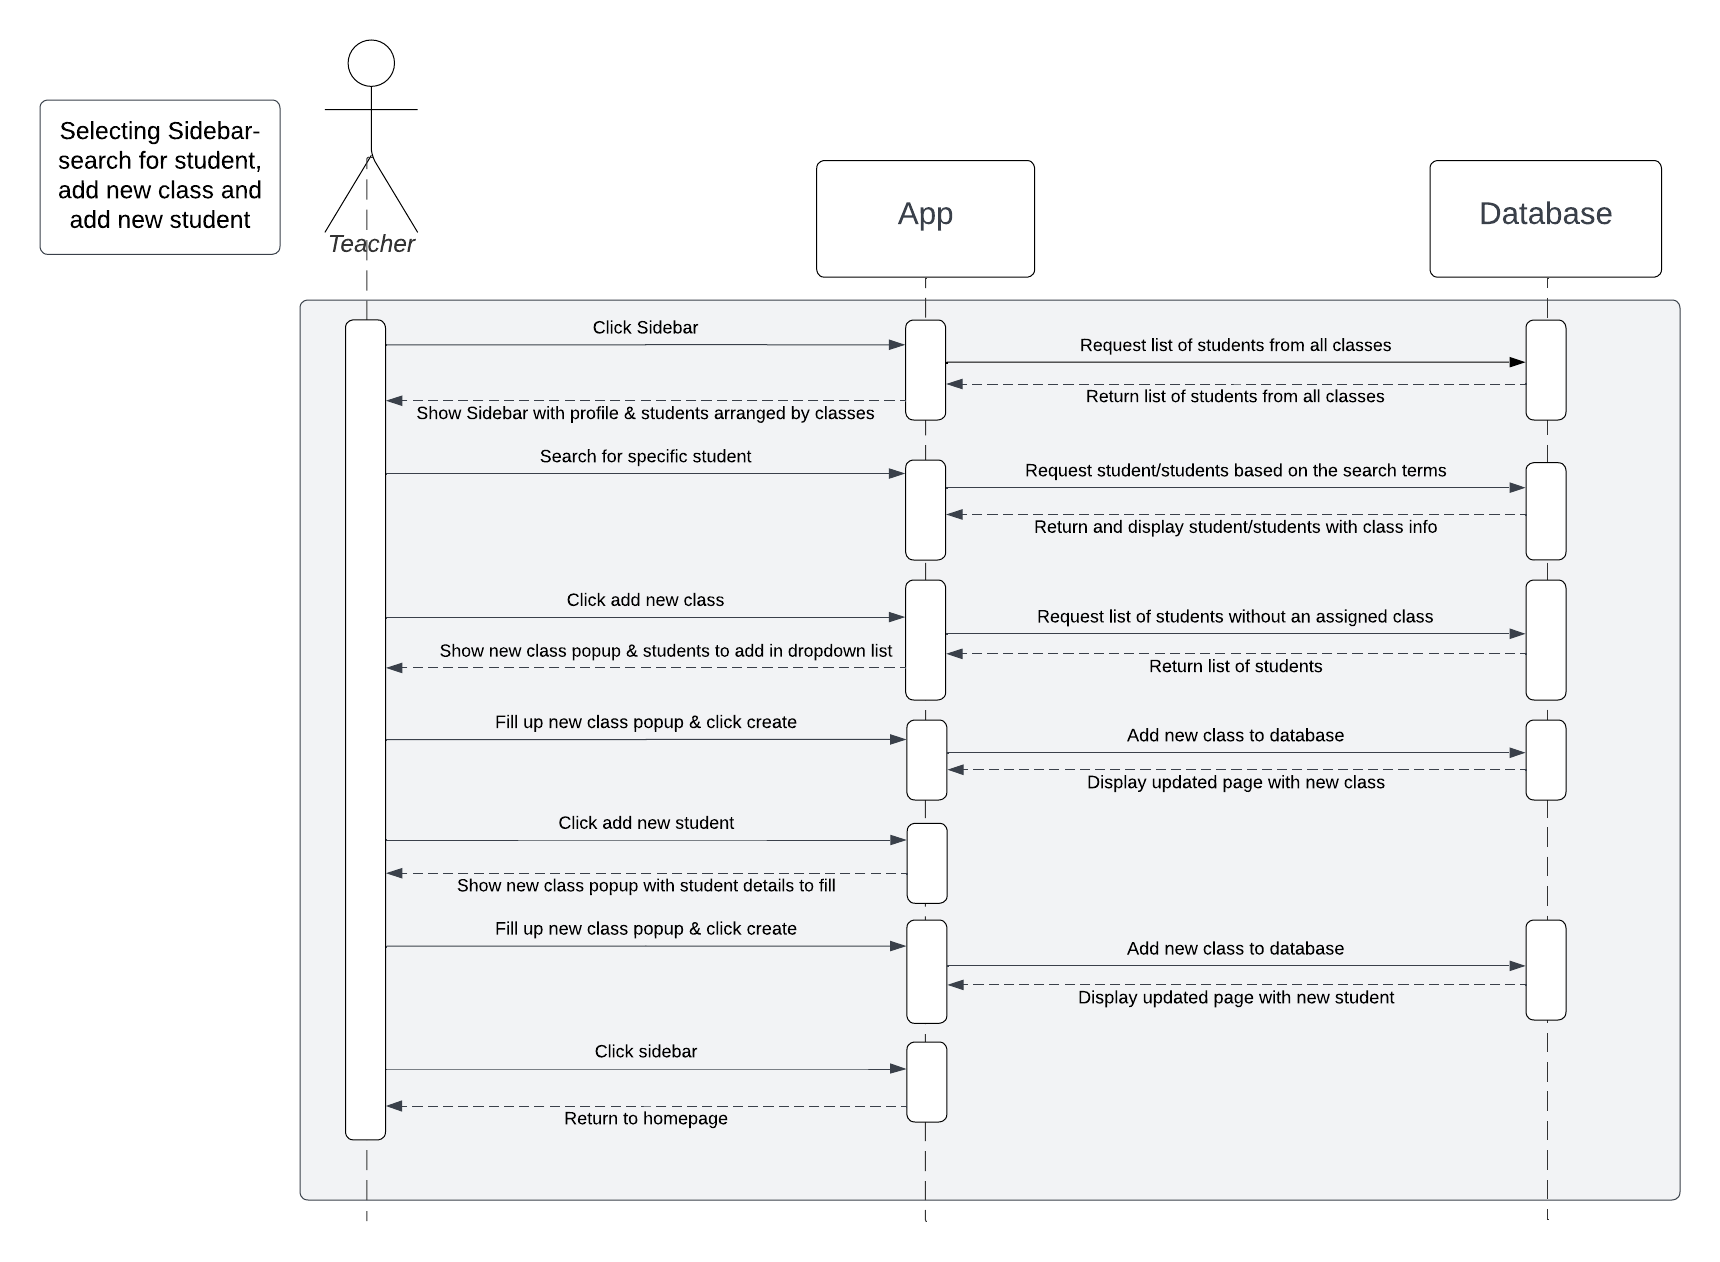 Selecting Sidebar-
search for student,
add new class and
add new student
Teacher
App
Database
Click Sidebar
Request list of students from all classes
Return list of students from all classes
Show Sidebar with profile & students arranged by classes
Search for specific student
Request student/students based on the search terms
Return and display student/students with class info
Click add new class
Request list of students without an assigned class
Show new class popup & students to add in dropdown list
Return list of students
Fill up new class popup & click create
Add new class to database
Display updated page with new class
Click add new student
Show new class popup with student details to fill
Fill up new class popup & click create
Add new class to database
Display updated page with new student
Click sidebar
Return to homepage